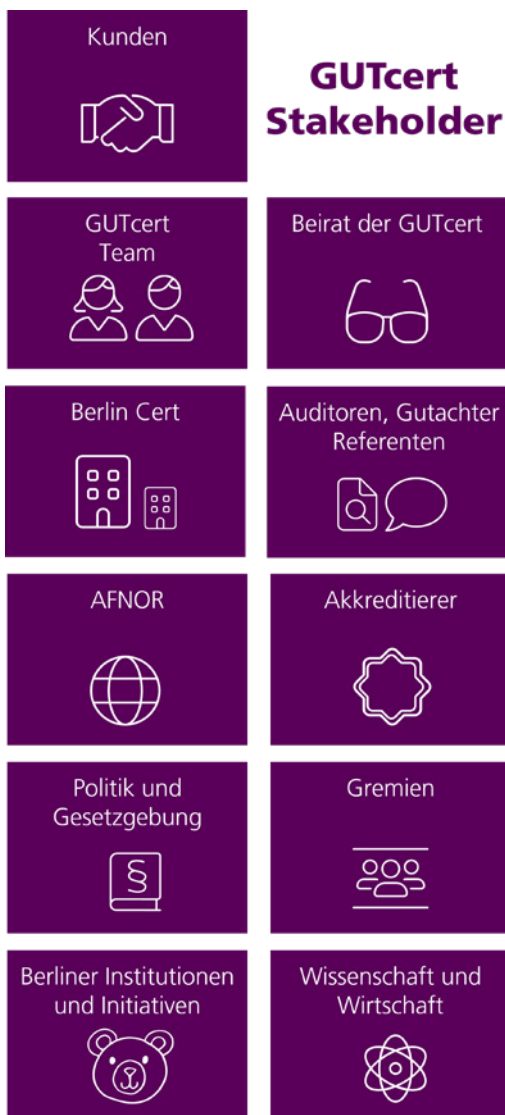 Kunden
GUTcert
Stakeholder
GUTcert
Team
Beirat der GUTcert
Berlin Cert
Auditoren, Gutachter
Referenten
AFNOR
Akkreditierer
Politik und
Gesetzgebung
§
Gremien
Berliner Institutionen
und Initiativen
Wissenschaft und
Wirtschaft